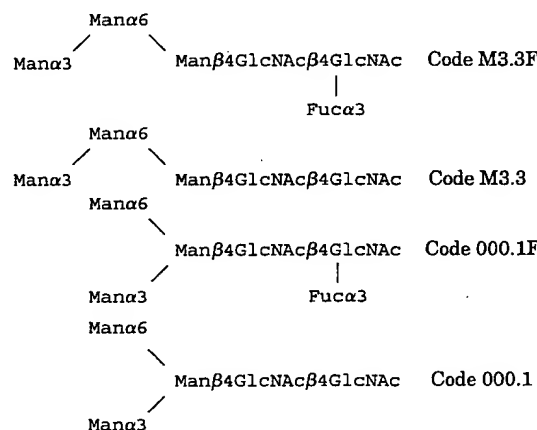 Manα6
Manα3 Manβ4GlcNAcβ4GlcNAc Code M3.3F
Fucα3
Manα6
Manα3 Manβ4GlcNAcβ4GlcNAc Code M3.3
Manα6
Manβ4GlcNAcβ4GlcNAc Code 000.1F
Manα3 Fucα3
Manα6
Manβ4GlcNAcβ4GlcNAc Code 000.1
Manα3